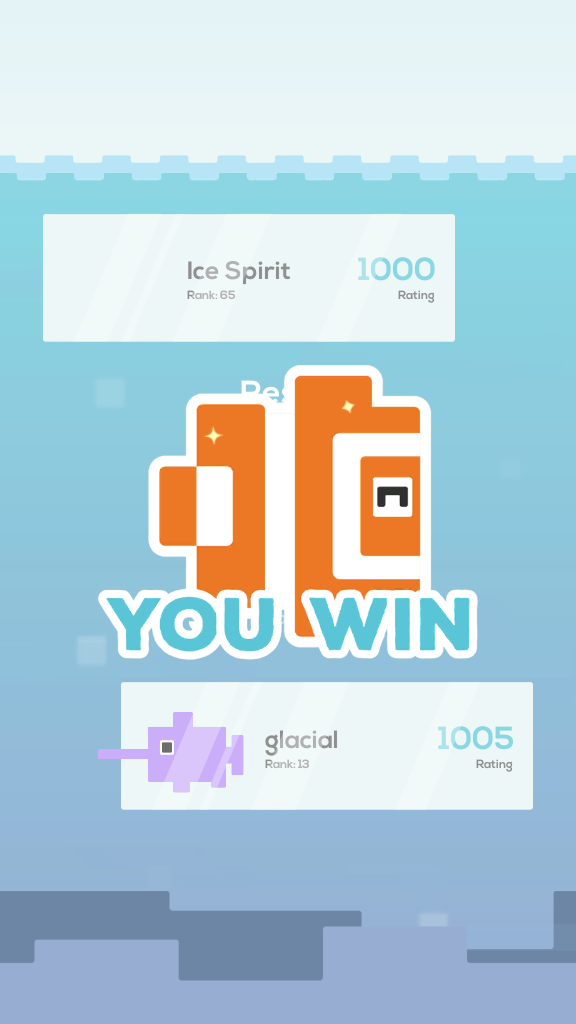 Ice Spirit
Rank: 65
1000
Rating
YOU WIN
glacial
Rank: 13
1005
Rating